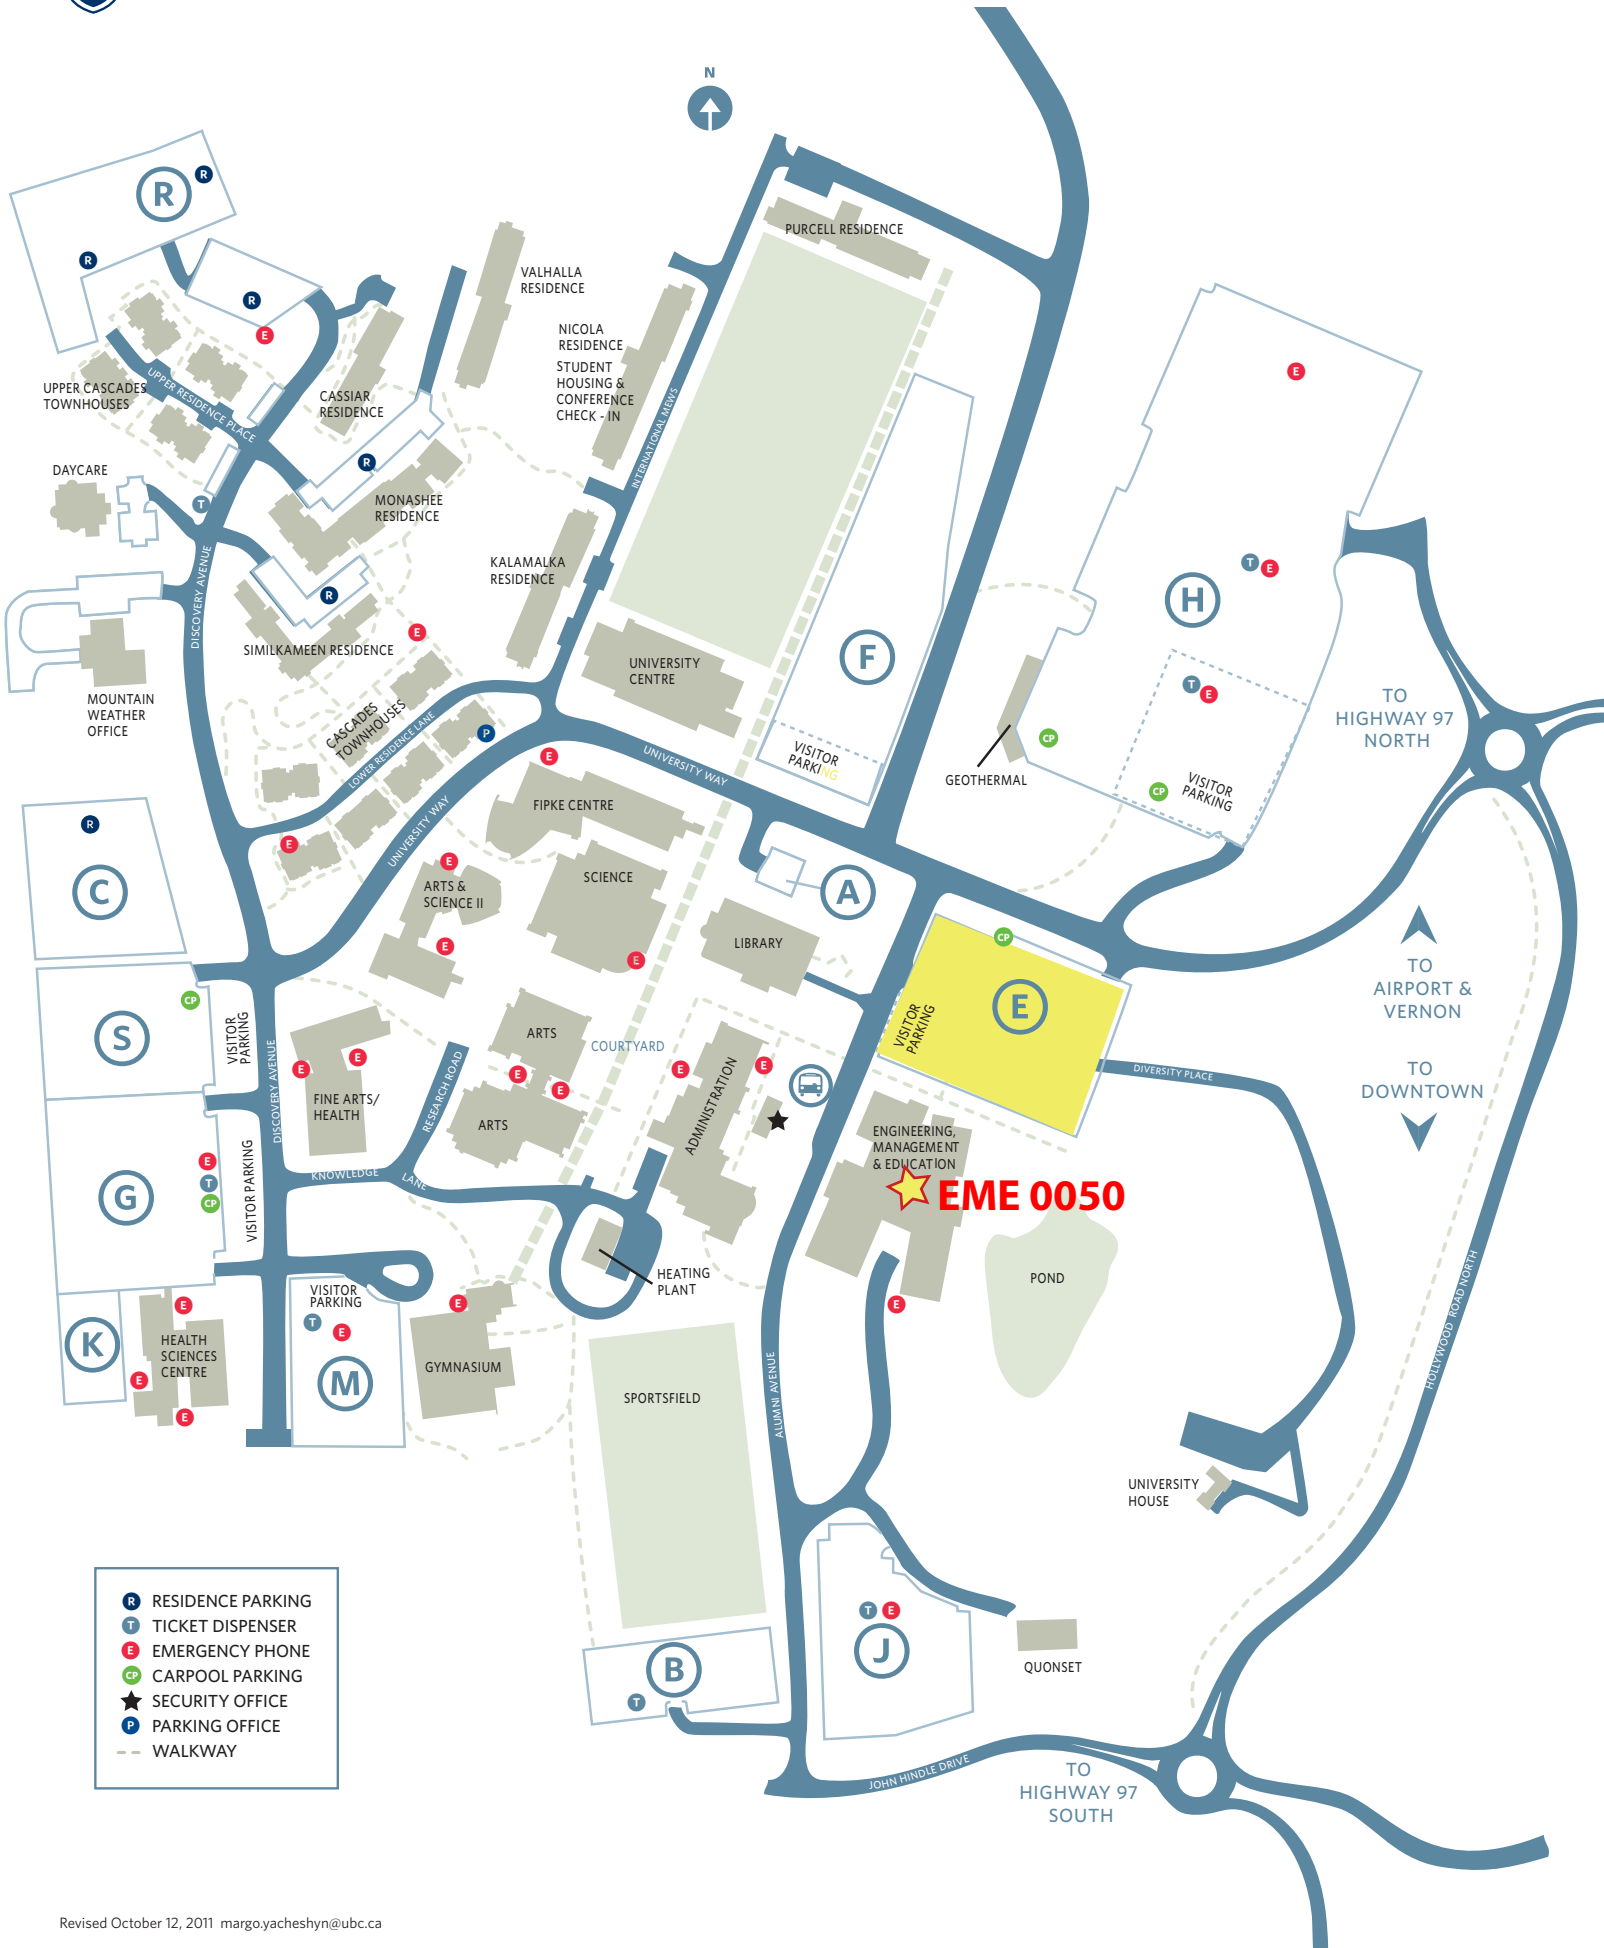 N
R
R
R
R
E
PURCELL RESIDENCE
VALHALLA
RESIDENCE
NICOLA
RESIDENCE
STUDENT
HOUSING &
CONFERENCE
CHECK - IN
INTERNATIONAL MEWS
UPPER CASCADES
TOWNHOUSES
UPPER RESIDENCE PLACE
CASSIAR
RESIDENCE
E
DAYCARE
R
T
MONASHEE
RESIDENCE
KALAMALKA
RESIDENCE
DISCOVERY AVENUE
R
E
SIMILKAMEEN RESIDENCE
T
E
H
F
UNIVERSITY
CENTRE
MOUNTAIN
WEATHER
OFFICE
CASCADES
TOWNHOUSES
LOWER RESIDENCE LANE
P
T
E
TO
HIGHWAY 97
NORTH
CP
VISITOR
PARKING
GEOTHERMAL
CP
VISITOR
PARKING
UNIVERSITY WAY
E
FIPKE CENTRE
UNIVERSITY WAY
R
C
E
E
ARTS &
SCIENCE II
SCIENCE
A
LIBRARY
E
E
CP
E
VISITOR
PARKING
TO
AIRPORT &
VERNON
TO
DOWNTOWN
CP
S
VISITOR
PARKING
DISCOVERY AVENUE
E
E
FINE ARTS/
HEALTH
RESEARCH ROAD
ARTS
COURTYARD
E
E
ARTS
E
ADMINISTRATION
E
DIVERSITY PLACE
ENGINEERING,
MANAGEMENT
& EDUCATION
EME 0050
E
T
CP
G
VISITOR PARKING
KNOWLEDGE
LANE
HEATING
PLANT
POND
E
HOLLYWOOD ROAD NORTH
VISITOR
PARKING
T
E
M
E
GYMNASIUM
K
E
HEALTH
SCIENCES
CENTRE
E
E
SPORTSFIELD
ALUMNI AVENUE
UNIVERSITY
HOUSE
T
E
J
QUONSET
B
T
JOHN HINDLE DRIVE
TO
HIGHWAY 97
SOUTH
R RESIDENCE PARKING
T TICKET DISPENSER
E EMERGENCY PHONE
CP CARPOOL PARKING
SECURITY OFFICE
P PARKING OFFICE
WALKWAY
Revised October 12, 2011 margo.yacheshyn@ubc.ca